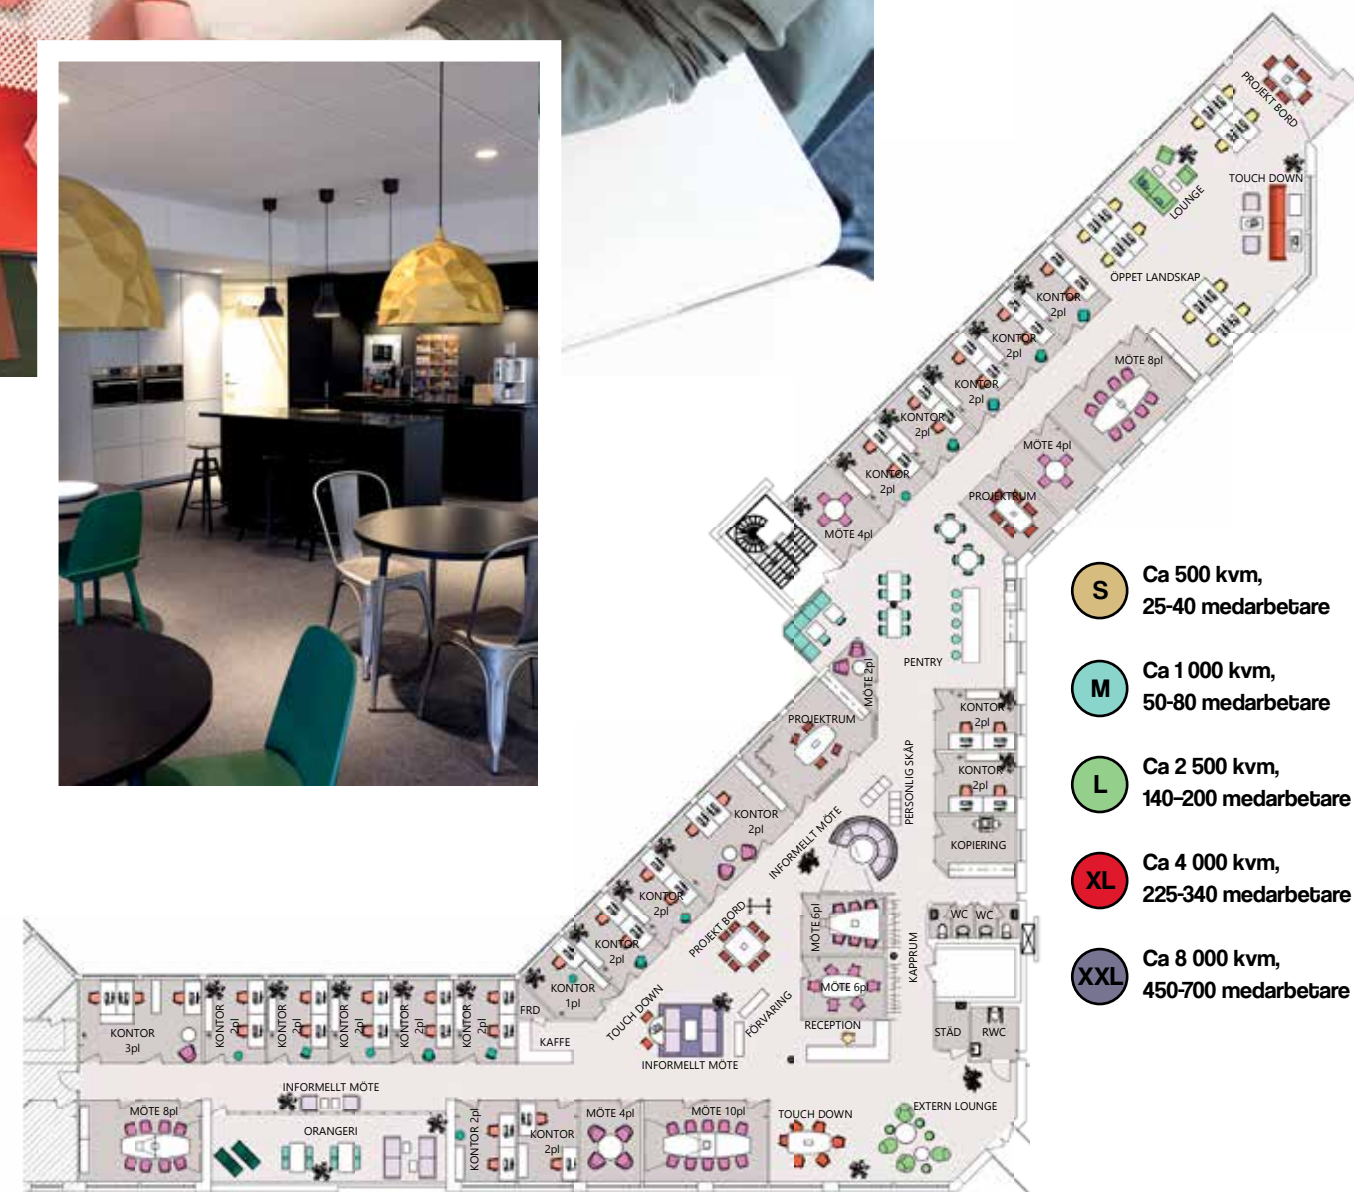 PROJEKT BORD
TOUCH DOWN
LOUNGE
ÖPPET LANDSKAP
KONTOR
2pl
KONTOR
2pl
KONTOR
2pl
KONTOR
2pl
KONTOR
2pl
MÖTE 4pl
MÖTE 8pl
MÖTE 4pl
PROJEKTRUM
PENTRY
MÖTE 2pl
PROJEKTRUM
PERSONLIG SKÅP
KONTOR
2pl
KONTOR
2pl
KOPIERING
INFORMELLT MÖTE
KONTOR
2pl
KONTOR
2pl
KONTOR
2pl
KONTOR
1pl
PROJEKT BORD
MÖTE 6pl
MÖTE 6pl
KAPPRUM
WC
WC
RECEPTION
STÄD
RWC
FÖRVARING
TOUCH DOWN
INFORMELLT MÖTE
FRD
KAFFE
KONTOR
3pl
KONTOR
2pl
KONTOR
2pl
KONTOR
2pl
KONTOR
2pl
KONTOR
2pl
INFORMELLT MÖTE
MÖTE 8pl
ORANGERI
KONTOR 2pl
KONTOR
2pl
MÖTE 4pl
MÖTE 10pl
TOUCH DOWN
EXTERN LOUNGE
S
Ca 500 kvm,
25-40 medarbetare
M
Ca 1 000 kvm,
50-80 medarbetare
L
Ca 2 500 kvm,
140-200 medarbetare
XL
Ca 4 000 kvm,
225-340 medarbetare
XXL
Ca 8 000 kvm,
450-700 medarbetare